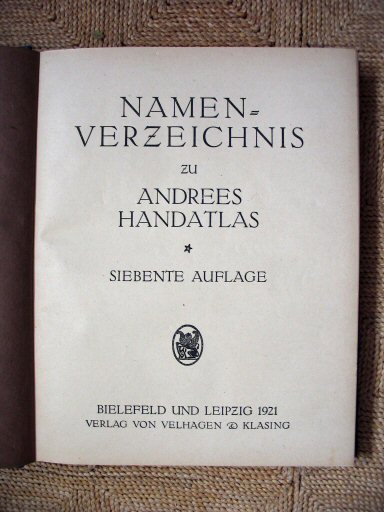 NAMEN=
VERZEICHNIS
ZU
ANDREES
HANDATLAS
*
SIEBENTE AUFLAGE
BIELEFELD UND LEIPZIG 1921
VERLAG VON VELHAGEN & KLASING